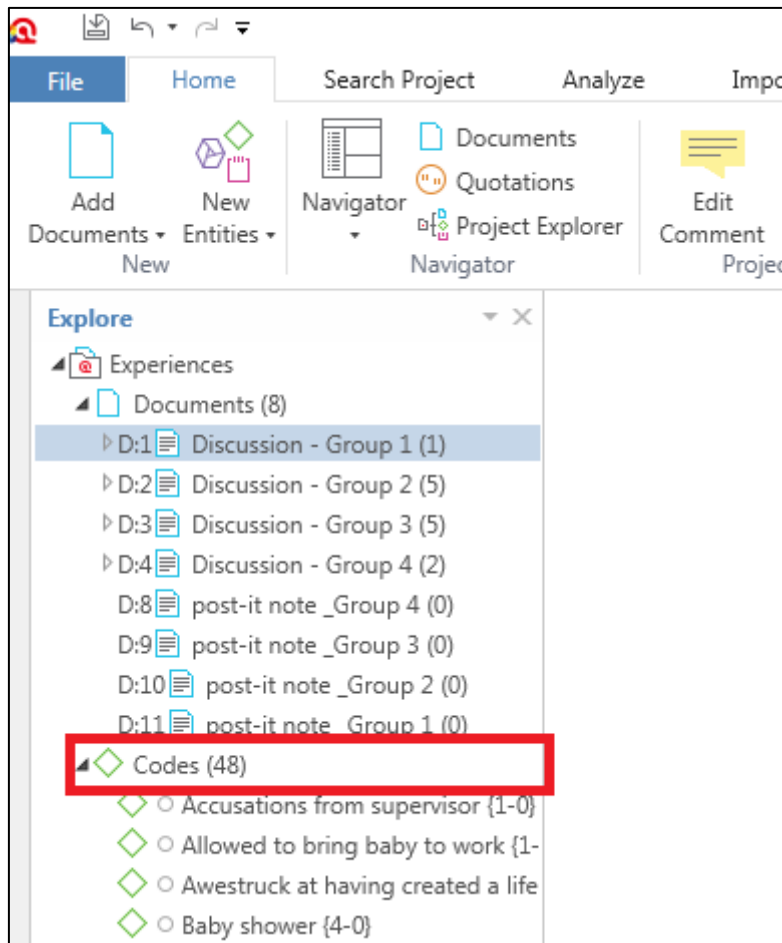 File Home Search Project Analyze Impo
Documents
Quotations
Add New Navigator Project Explorer Edit
Documents Entities Comment
New Navigator Projec
Explore
Experiences
Documents (8)
D:1 Discussion - Group 1 (1)
D:2 Discussion - Group 2 (5)
D:3 Discussion - Group 3 (5)
D:4 Discussion - Group 4 (2)
D:8 post-it note _Group 4 (0)
D:9 post-it note _Group 3 (0)
D:10 post-it note _Group 2 (0)
D:11 post-it note _Group 1 (0)
Codes (48)
Accusations from supervisor {1-0}
Allowed to bring baby to work {1-
Awestruck at having created a life
Baby shower {4-0}